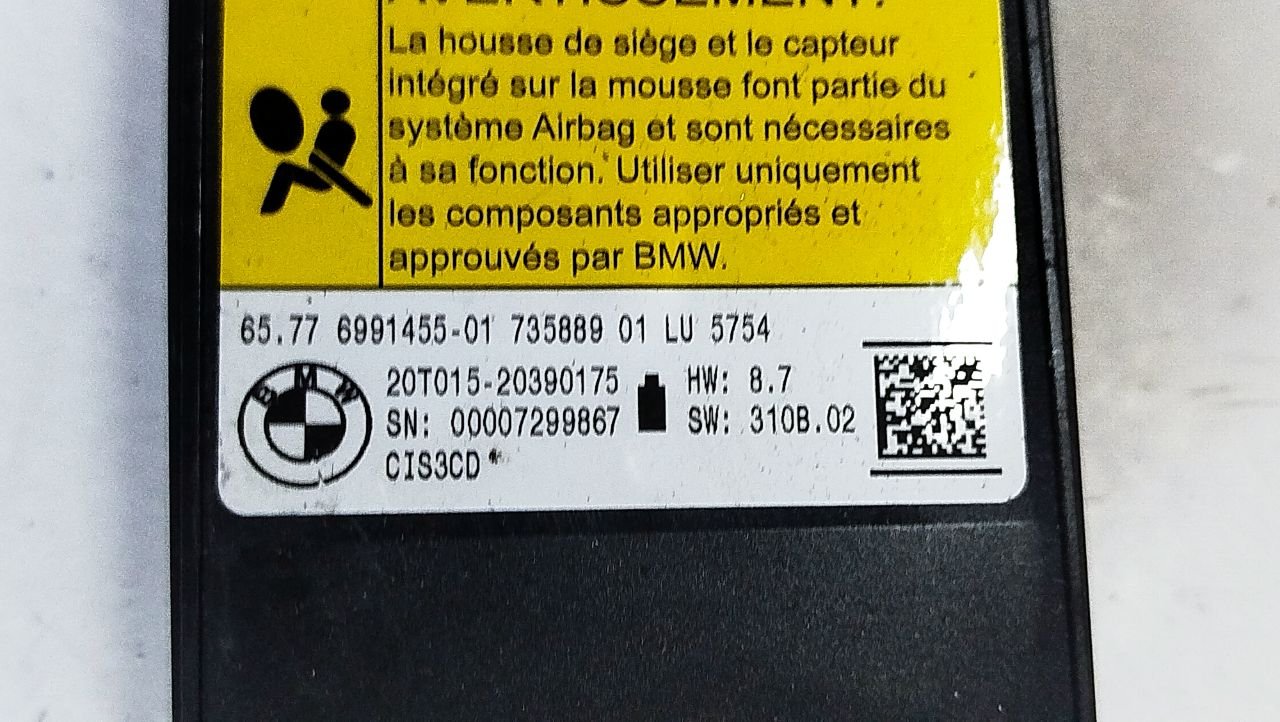 AVERTISSEMENT:
La housse de siège et le capteur
intégré sur la mousse font partie du
système Airbag et sont nécessaires
à sa fonction. Utiliser uniquement
les composants appropriés et
approuvés par BMW.
65.77 6991455-01 735889 01 LU 5754
BMW
20T015-20390175 HW: 8.7
SN: 00007299867 SW: 310B.02
CIS3CD*